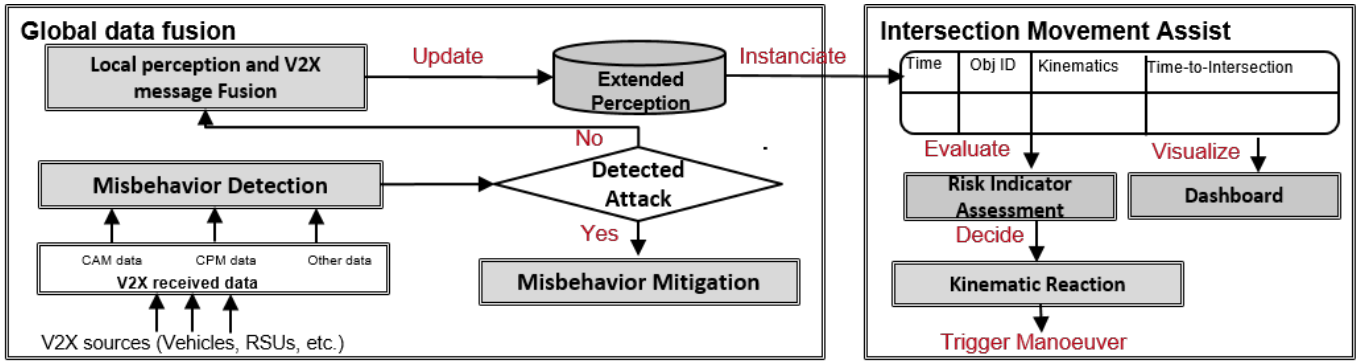 Global data fusion
Local perception and V2X
message Fusion
Update
Extended
Perception
Instanciate
No
Misbehavior Detection
Detected
Attack
Yes
Misbehavior Mitigation
CAM data
CPM data
Other data
V2X received data
V2X sources (Vehicles, RSUs, etc.)
Intersection Movement Assist
Time
Obj ID
Kinematics
Time-to-Intersection
Evaluate
Visualize
Risk Indicator
Assessment
Dashboard
Decide
Kinematic Reaction
Trigger Manoeuver